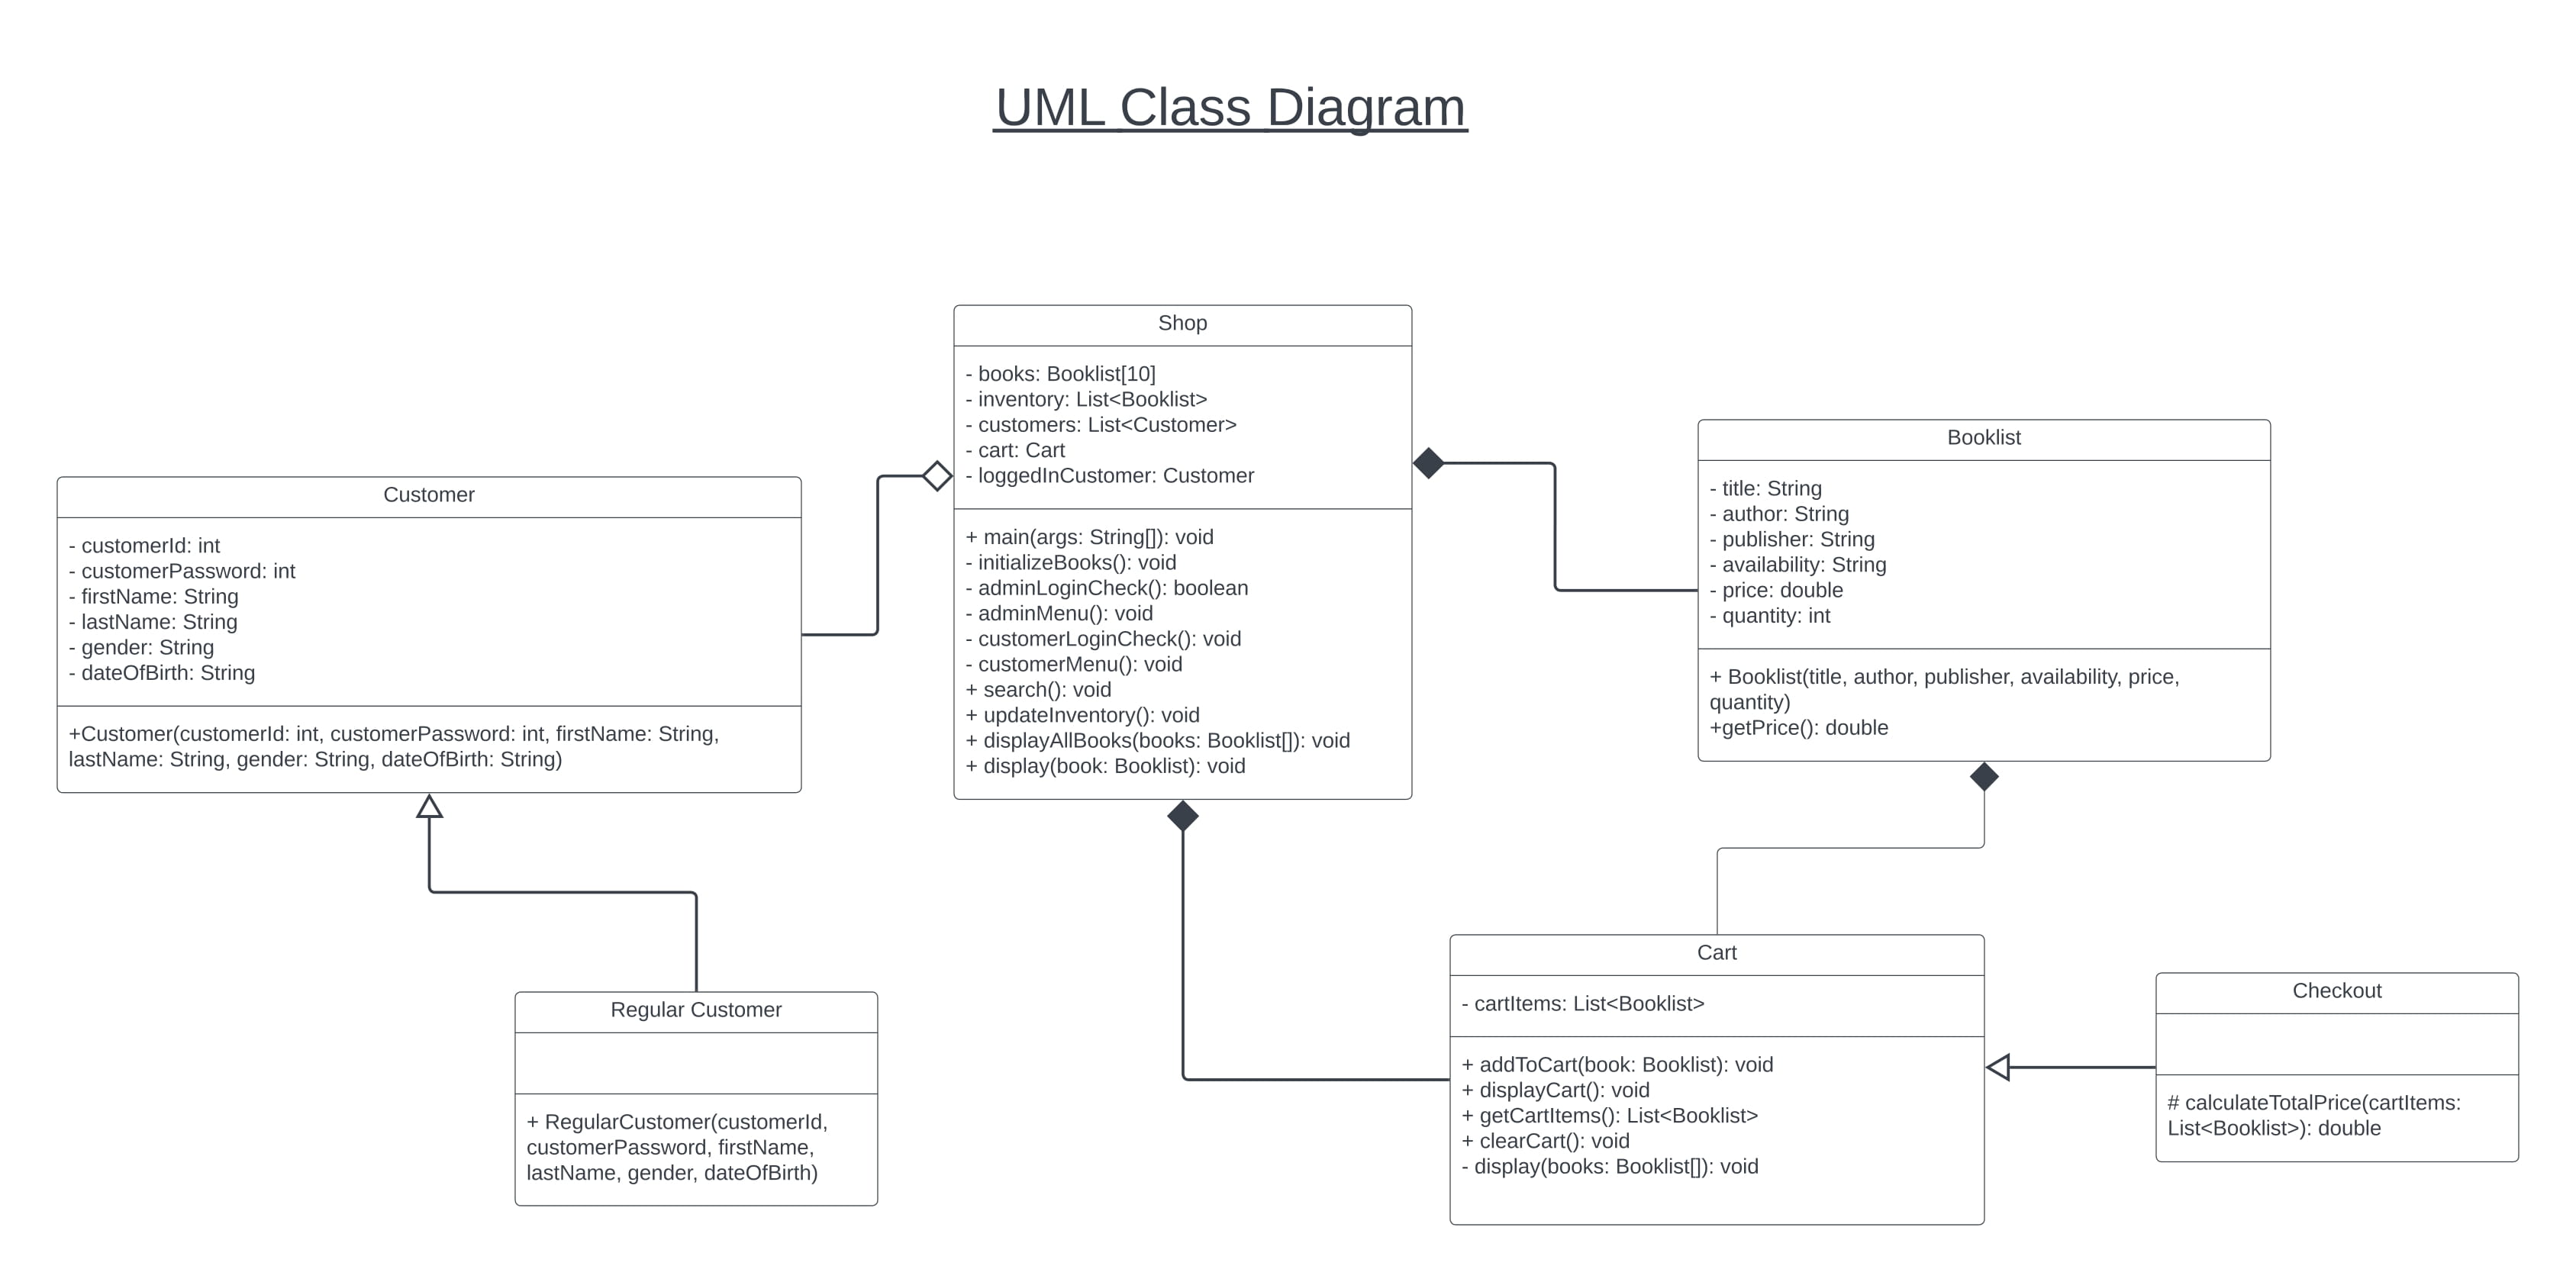 UML Class Diagram
Shop
- books: Booklist[10]
- inventory: List<Booklist>
- customers: List<Customer>
- cart: Cart
- loggedInCustomer: Customer
+ main(args: String[]): void
- initializeBooks(): void
- adminLoginCheck(): boolean
- adminMenu(): void
- customerLoginCheck(): void
- customerMenu(): void
+ search(): void
+ updateInventory(): void
+ displayAllBooks(books: Booklist[]): void
+ display(book: Booklist): void
Booklist
- title: String
- author: String
- publisher: String
- availability: String
- price: double
- quantity: int
+ Booklist(title, author, publisher, availability, price,
quantity)
+getPrice(): double
Customer
- customerId: int
- customerPassword: int
- firstName: String
- lastName: String
- gender: String
- dateOfBirth: String
+Customer(customerId: int, customerPassword: int, firstName: String,
lastName: String, gender: String, dateOfBirth: String)
Regular Customer
+ RegularCustomer(customerId,
customerPassword, firstName,
lastName, gender, dateOfBirth)
Cart
- cartItems: List<Booklist>
+ addToCart(book: Booklist): void
+ displayCart(): void
+ getCartItems(): List<Booklist>
+ clearCart(): void
- display(books: Booklist[]): void
Checkout
# calculateTotalPrice(cartItems:
List<Booklist>): double